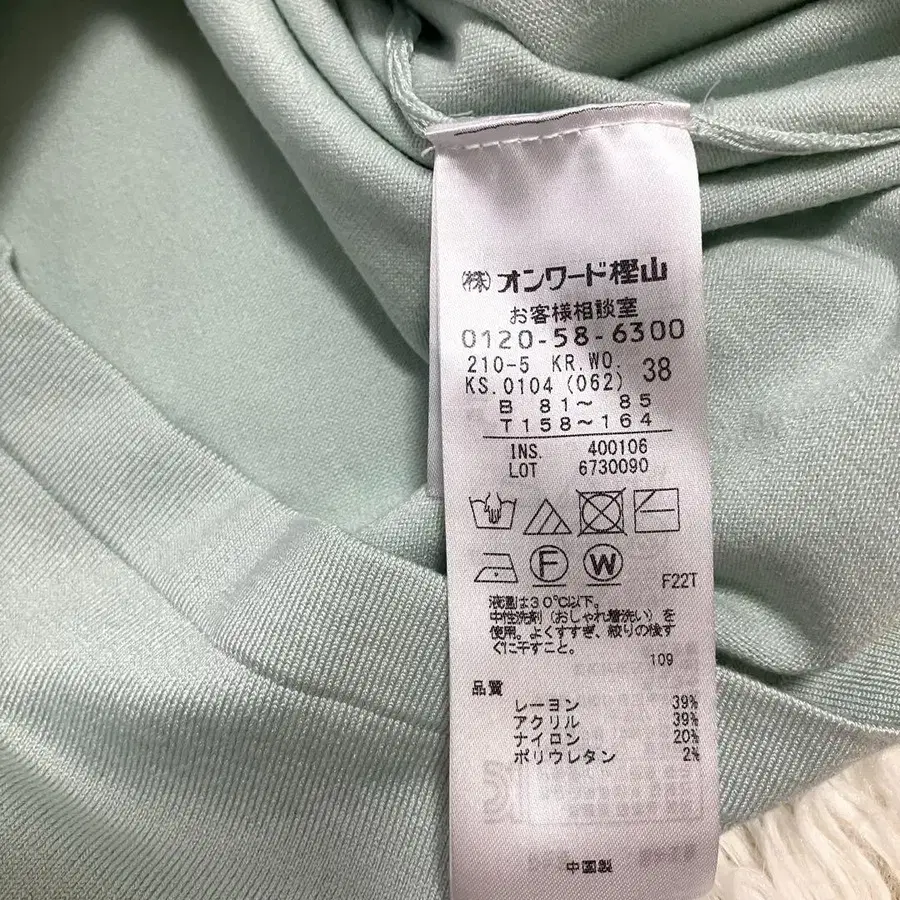 (株)オンワード樫山
お客様相談室
0120-58-6300
210-5 KR.WO. 38
KS.0104 (062)
B 81～ 85
T158～164
INS. 400106
LOT 6730090
F W
F22T
液温は30℃以下。
中性洗剤（おしゃれ着洗い）を
使用。よくすすぎ、絞りの後す
ぐに干すこと。
109
品質
レーヨン 39%
アクリル 39%
ナイロン 20%
ポリウレタン 2%
中国製